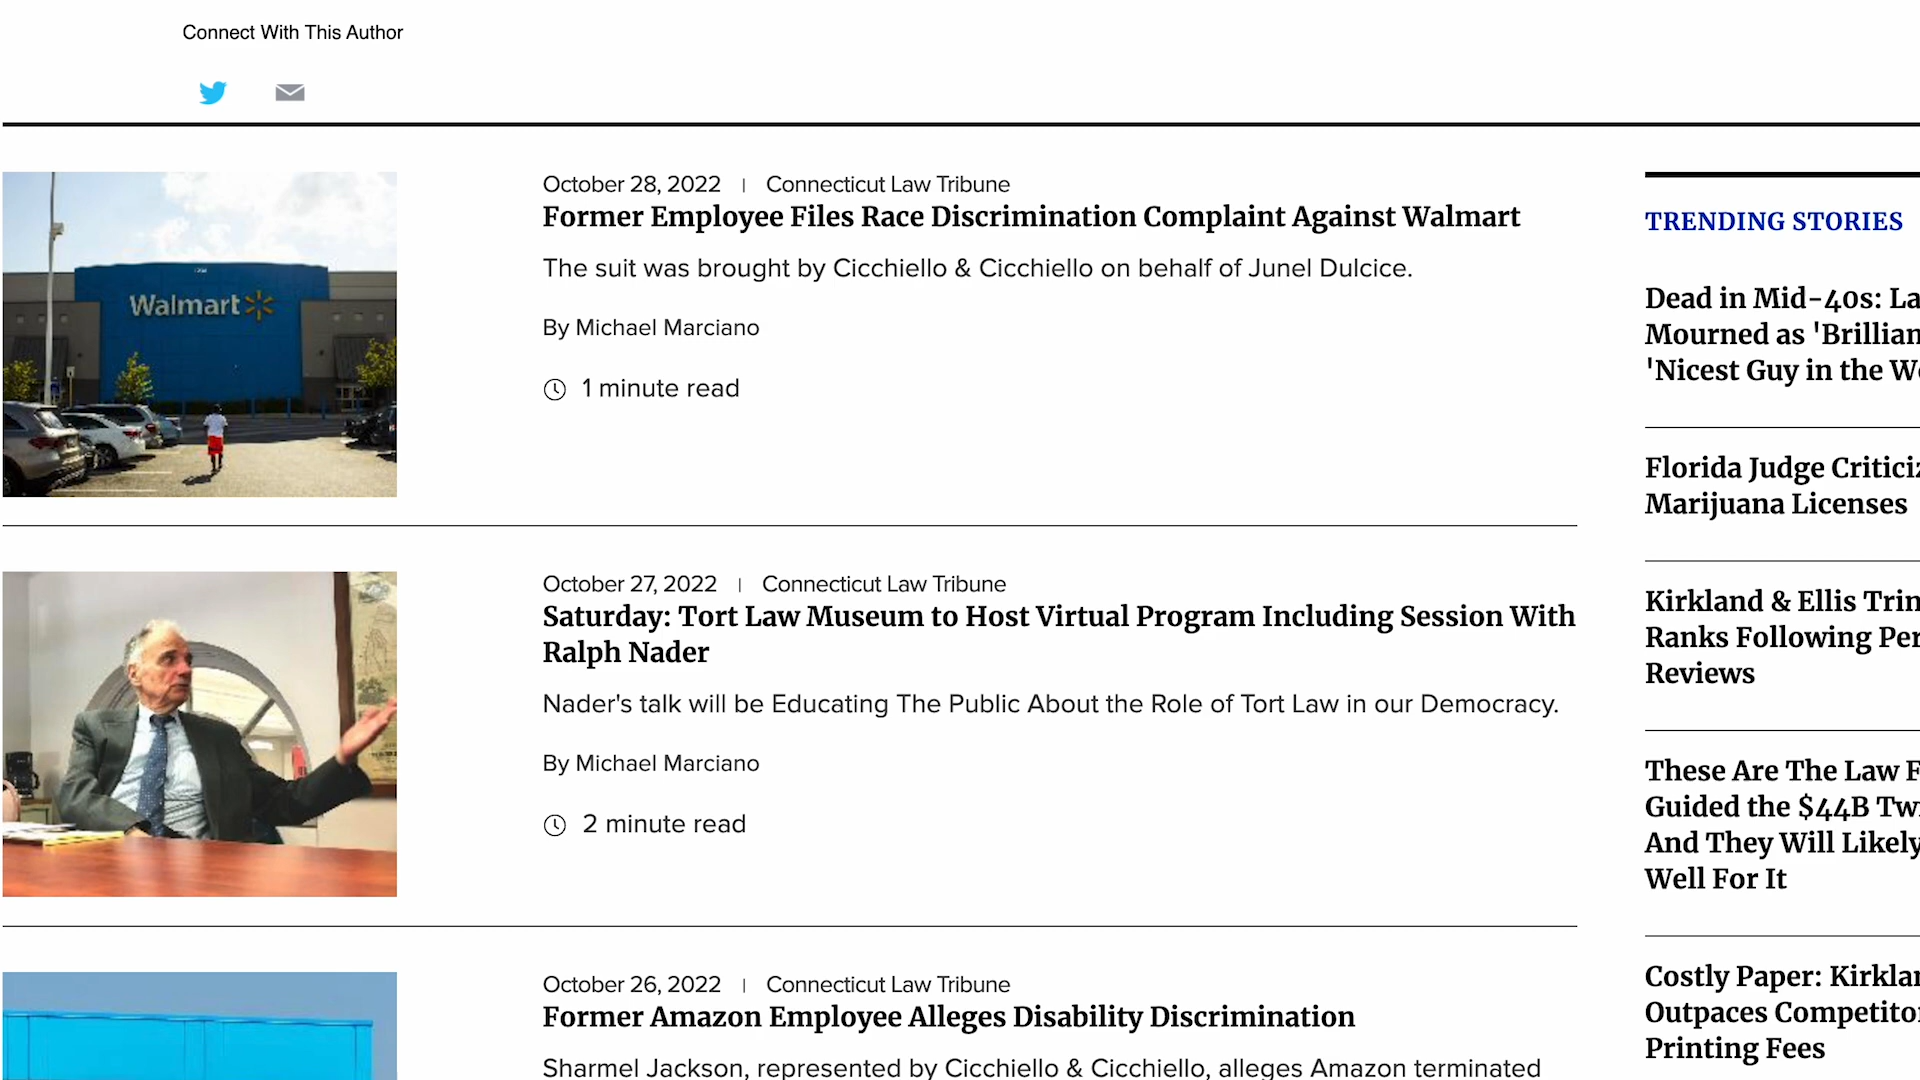 Connect With This Author
October 28, 2022 | Connecticut Law Tribune
Former Employee Files Race Discrimination Complaint Against Walmart
The suit was brought by Cicchiello & Cicchiello on behalf of Junel Dulcice.
By Michael Marciano
1 minute read
Walmart
October 27, 2022 | Connecticut Law Tribune
Saturday: Tort Law Museum to Host Virtual Program Including Session With
Ralph Nader
Nader's talk will be Educating The Public About the Role of Tort Law in our Democracy.
By Michael Marciano
2 minute read
October 26, 2022 | Connecticut Law Tribune
Former Amazon Employee Alleges Disability Discrimination
Sharmel Jackson, represented by Cicchiello & Cicchiello, alleges Amazon terminated
TRENDING STORIES
Dead in Mid-40s: La
Mourned as 'Brillian
'Nicest Guy in the W
Florida Judge Critici
Marijuana Licenses
Kirkland & Ellis Trin
Ranks Following Per
Reviews
These Are The Law F
Guided the $44B Tw
And They Will Likely
Well For It
Costly Paper: Kirklan
Outpaces Competito
Printing Fees